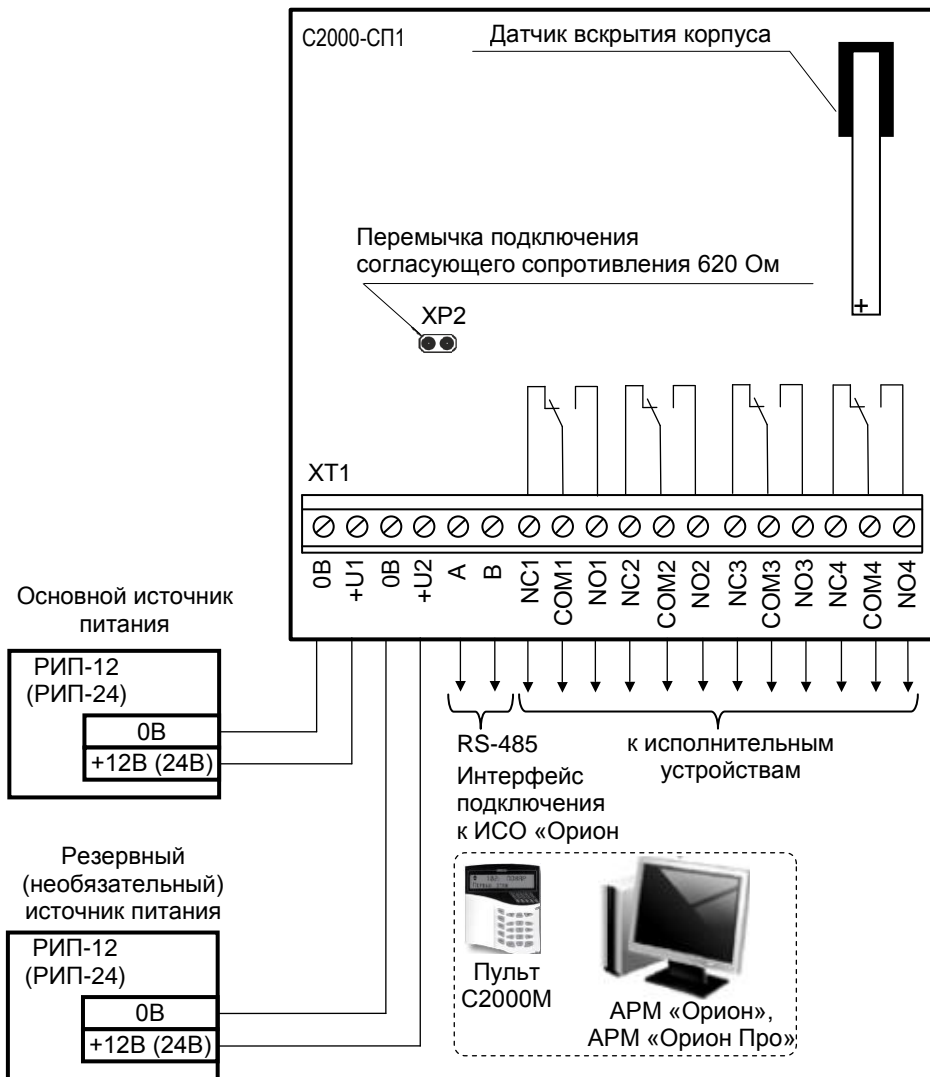 С2000-СП1
Датчик вскрытия корпуса
Перемычка подключения
согласующего сопротивления 620 Ом
XP2
+
XT1
0В
+U1
0В
+U2
A
B
NC1
COM1
NO1
NC2
COM2
NO2
NC3
COM3
NO3
NC4
COM4
NO4
Основной источник
питания
РИП-12
(РИП-24)
0В
+12В (24В)
RS-485
Интерфейс
подключения
к ИСО «Орион
к исполнительным
устройствам
Резервный
(необязательный)
источник питания
РИП-12
(РИП-24)
0В
+12В (24В)
Пульт
С2000М
АРМ «Орион»,
АРМ «Орион Про»